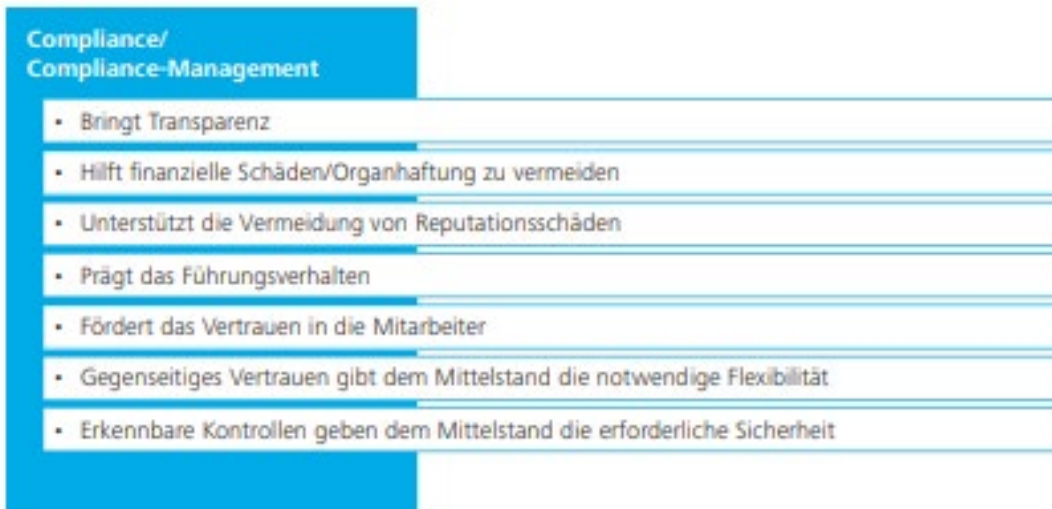 Compliance/
Compliance-Management
• Bringt Transparenz
• Hilft finanzielle Schäden/Organhaftung zu vermeiden
• Unterstützt die Vermeidung von Reputationsschäden
• Prägt das Führungsverhalten
• Fördert das Vertrauen in die Mitarbeiter
• Gegenseitiges Vertrauen gibt dem Mittelstand die notwendige Flexibilität
• Erkennbare Kontrollen geben dem Mittelstand die erforderliche Sicherheit